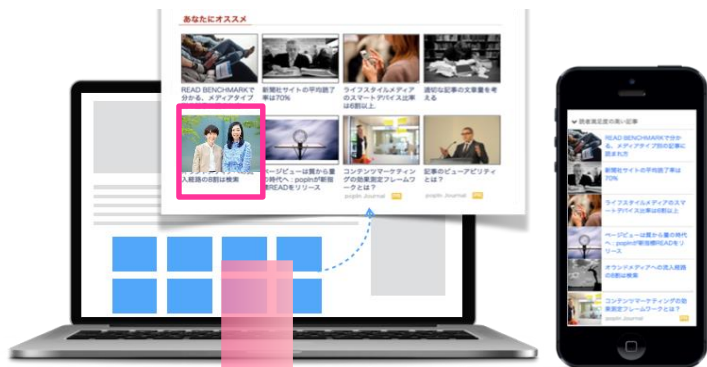 あなたにオススメ
READ BENCHMARKで
分かる、メディアタイプ
新聞社サイトの平均読了
率は70%
ライフスタイルメディア
のスマートデバイス比率
は6割以上
適切な記事の文章量を考
える
入経路の8割は検索
ページビューは質から量
の時代へ：popInが新指
標READをリリース
コンテンツマーケティン
グの効果測定フレームワ
ークとは？
popIn Journal
記事のビューアビリティ
とは？
popIn Journal
読者満足度の高い記事
READ BENCHMARKで分か
る、メディアタイプ別の記事に
読まれ方
新聞社サイトの平均読了率は
70%
ライフスタイルメディアのスマ
ートデバイス比率は6割以上
ページビューは質から量の時代
へ：popInが新指標READをリ
リース
オウンドメディアへの流入経路
の8割は検索
コンテンツマーケティングの効
果測定フレームワークとは？
popIn Journal